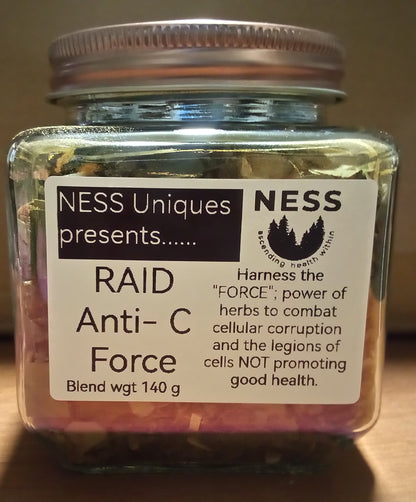 NESS Uniques
presents......
RAID
Anti- C
Force
Blend wgt 140 g
NESS
ascending health within
Harness the
"FORCE"; power of
herbs to combat
cellular corruption
and the legions of
cells NOT promoting
good health.